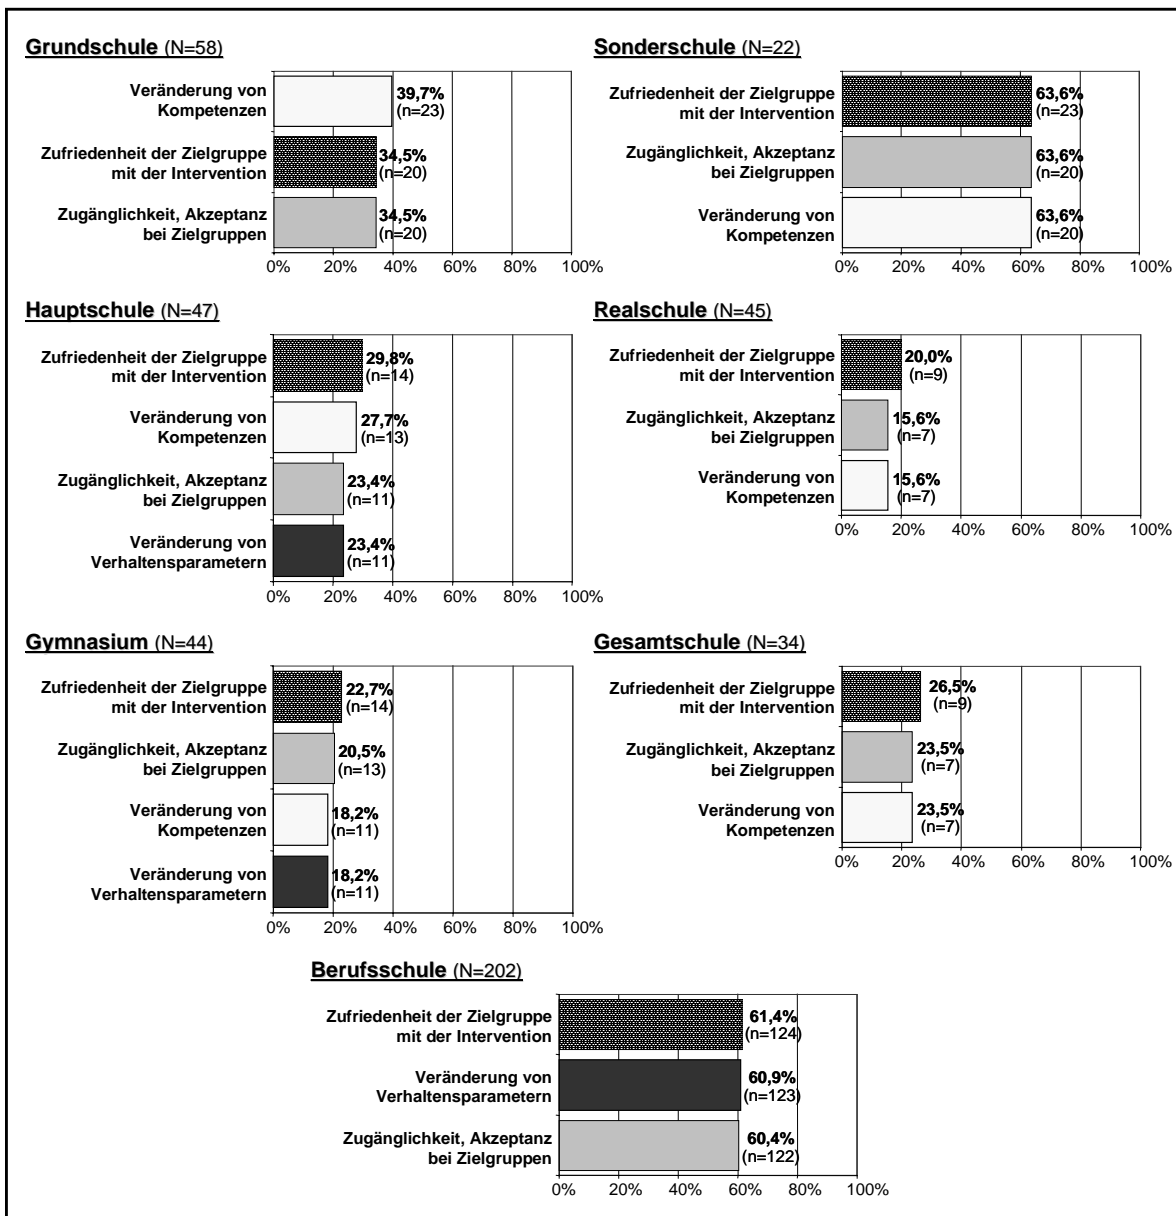 Grundschule (N=58)
Veränderung von
Kompetenzen
39,7%
(n=23)
Zufriedenheit der Zielgruppe
mit der Intervention
34,5%
(n=20)
Zugänglichkeit, Akzeptanz
bei Zielgruppen
34,5%
(n=20)
0% 20% 40% 60% 80% 100%
Sonderschule (N=22)
Zufriedenheit der Zielgruppe
mit der Intervention
63,6%
(n=23)
Zugänglichkeit, Akzeptanz
bei Zielgruppen
63,6%
(n=20)
Veränderung von
Kompetenzen
63,6%
(n=20)
0% 20% 40% 60% 80% 100%
Hauptschule (N=47)
Zufriedenheit der Zielgruppe
mit der Intervention
29,8%
(n=14)
Veränderung von
Kompetenzen
27,7%
(n=13)
Zugänglichkeit, Akzeptanz
bei Zielgruppen
23,4%
(n=11)
Veränderung von
Verhaltensparametern
23,4%
(n=11)
0% 20% 40% 60% 80% 100%
Realschule (N=45)
Zufriedenheit der Zielgruppe
mit der Intervention
20,0%
(n=9)
Zugänglichkeit, Akzeptanz
bei Zielgruppen
15,6%
(n=7)
Veränderung von
Kompetenzen
15,6%
(n=7)
0% 20% 40% 60% 80% 100%
Gymnasium (N=44)
Zufriedenheit der Zielgruppe
mit der Intervention
22,7%
(n=14)
Zugänglichkeit, Akzeptanz
bei Zielgruppen
20,5%
(n=13)
Veränderung von
Kompetenzen
18,2%
(n=11)
Veränderung von
Verhaltensparametern
18,2%
(n=11)
0% 20% 40% 60% 80% 100%
Gesamtschule (N=34)
Zufriedenheit der Zielgruppe
mit der Intervention
26,5%
(n=9)
Zugänglichkeit, Akzeptanz
bei Zielgruppen
23,5%
(n=7)
Veränderung von
Kompetenzen
23,5%
(n=7)
0% 20% 40% 60% 80% 100%
Berufsschule (N=202)
Zufriedenheit der Zielgruppe
mit der Intervention
61,4%
(n=124)
Veränderung von
Verhaltensparametern
60,9%
(n=123)
Zugänglichkeit, Akzeptanz
bei Zielgruppen
60,4%
(n=122)
0% 20% 40% 60% 80% 100%